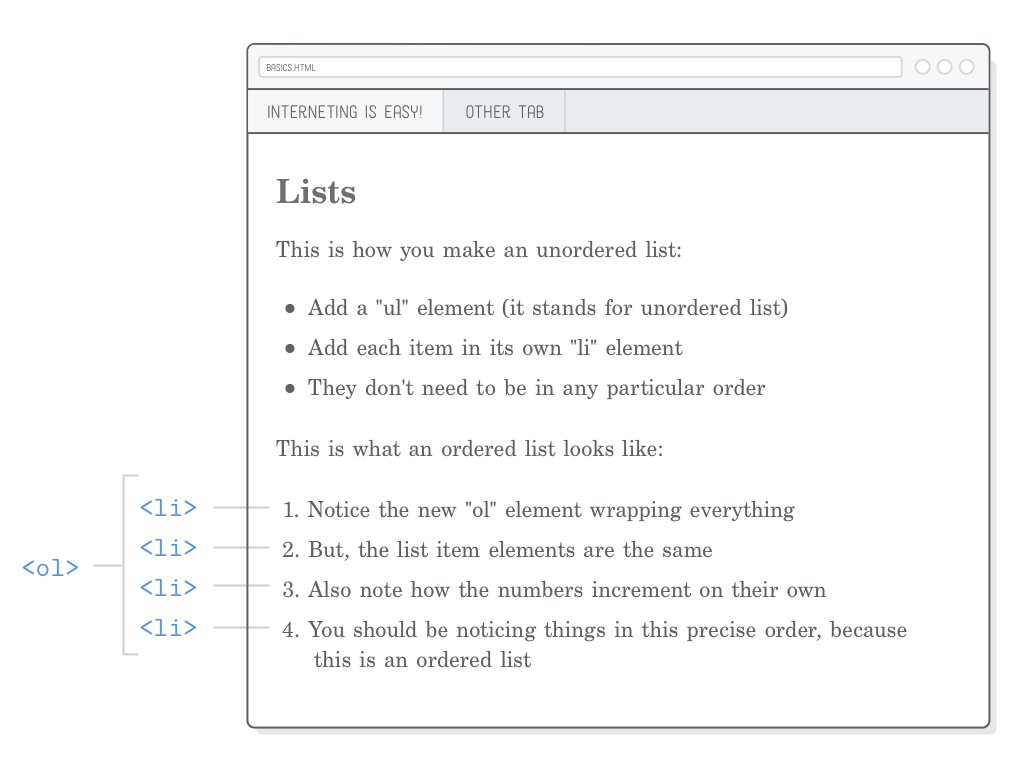 BASICS.HTML
INTERNETING IS EASY!
OTHER TAB
Lists
This is how you make an unordered list:
● Add a "ul" element (it stands for unordered list)
● Add each item in its own "li" element
● They don't need to be in any particular order
This is what an ordered list looks like:
<ol>
<li> 1. Notice the new "ol" element wrapping everything
<li> 2. But, the list item elements are the same
<li> 3. Also note how the numbers increment on their own
<li> 4. You should be noticing things in this precise order, because
this is an ordered list